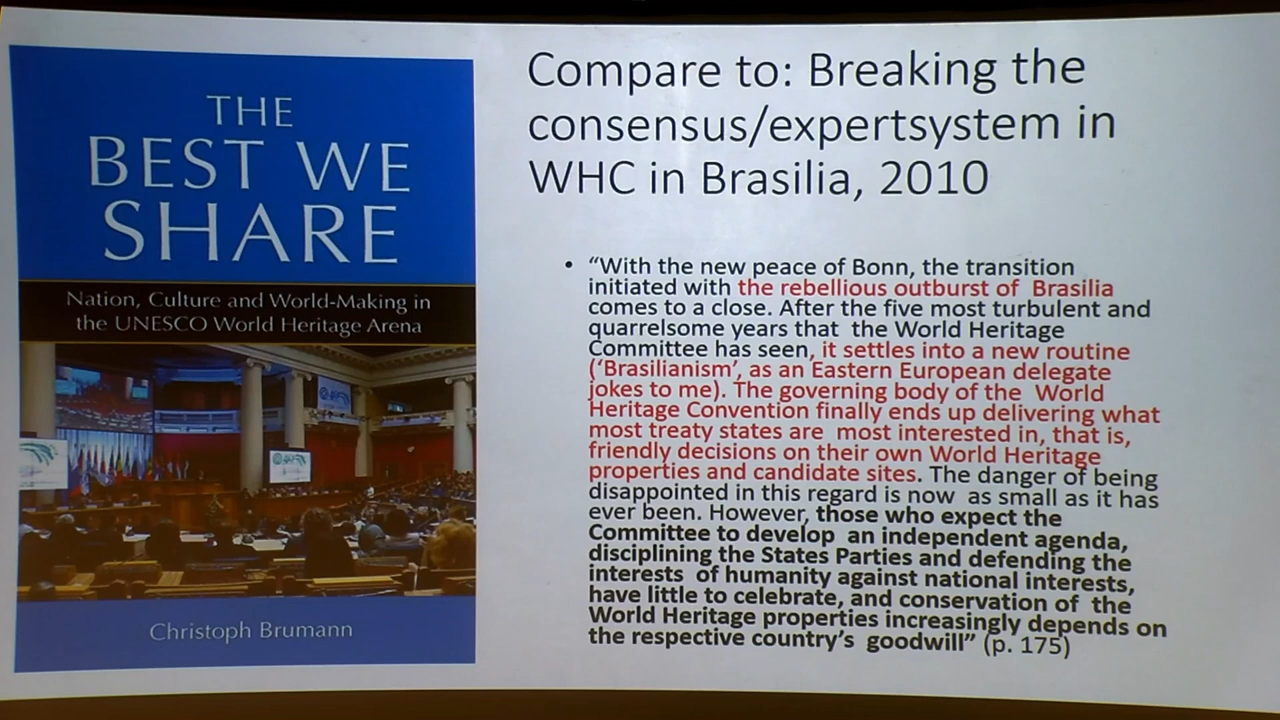 THE
BEST WE
SHARE
Nation, Culture and World-Making in
the UNESCO World Heritage Arena
Christoph Brumann
Compare to: Breaking the
consensus/expertsystem in
WHC in Brasilia, 2010
• “With the new peace of Bonn, the transition
initiated with the rebellious outburst of Brasilia
comes to a close. After the five most turbulent and
quarrelsome years that the World Heritage
Committee has seen, it settles into a new routine
(‘Brasilianism’, as an Eastern European delegate
jokes to me). The governing body of the World
Heritage Convention finally ends up delivering what
most treaty states are most interested in, that is,
friendly decisions on their own World Heritage
properties and candidate sites. The danger of being
disappointed in this regard is now as small as it has
ever been. However, those who expect the
Committee to develop an independent agenda,
disciplining the States Parties and defending the
interests of humanity against national interests,
have little to celebrate, and conservation of the
World Heritage properties increasingly depends on
the respective country’s goodwill” (p. 175)